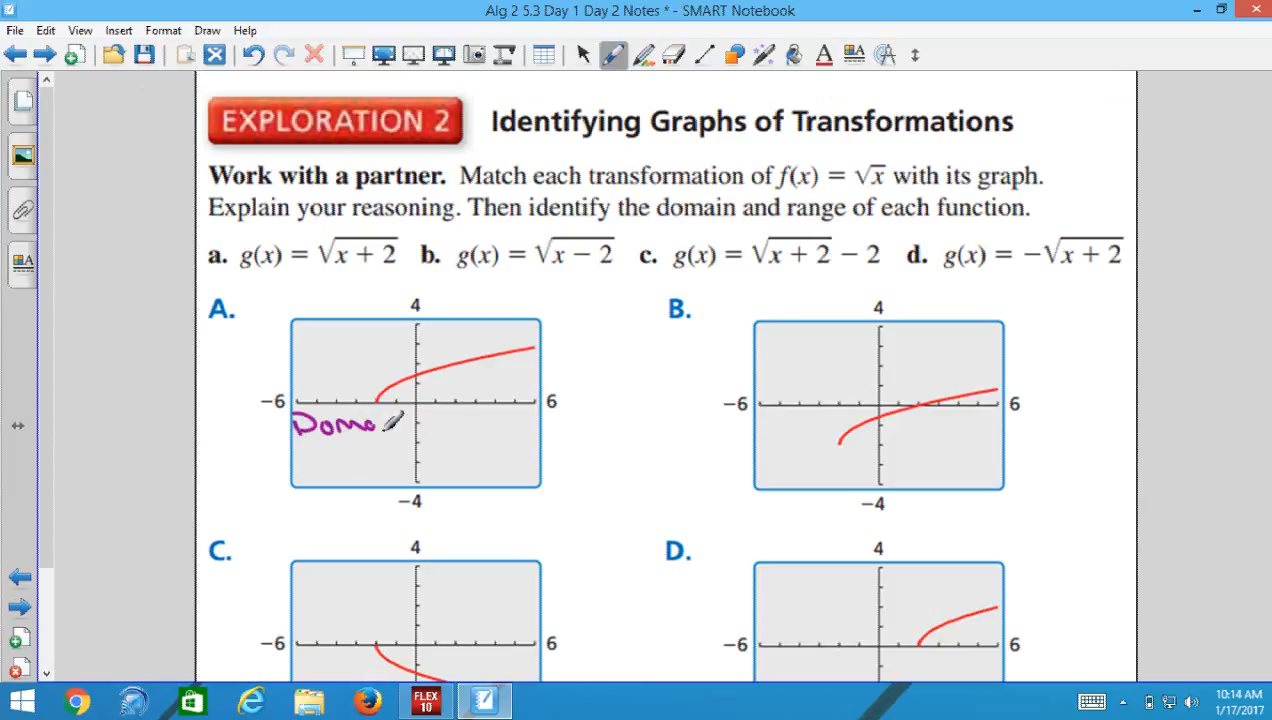 Alg 2 5.3 Day 1 Day 2 Notes * - SMART Notebook
File Edit View Insert Format Draw Help
EXPLORATION 2 Identifying Graphs of Transformations
Work with a partner. Match each transformation of f(x) = √x with its graph.
Explain your reasoning. Then identify the domain and range of each function.
a. g(x) = √x + 2 b. g(x) = √x − 2 c. g(x) = √x + 2 − 2 d. g(x) = −√x + 2
A. 4 B. 4
−6 6 −6 6
Doma
−4 −4
C. 4 D. 4
−6 6 −6 6
FLEX
10
10:14 AM
1/17/2017